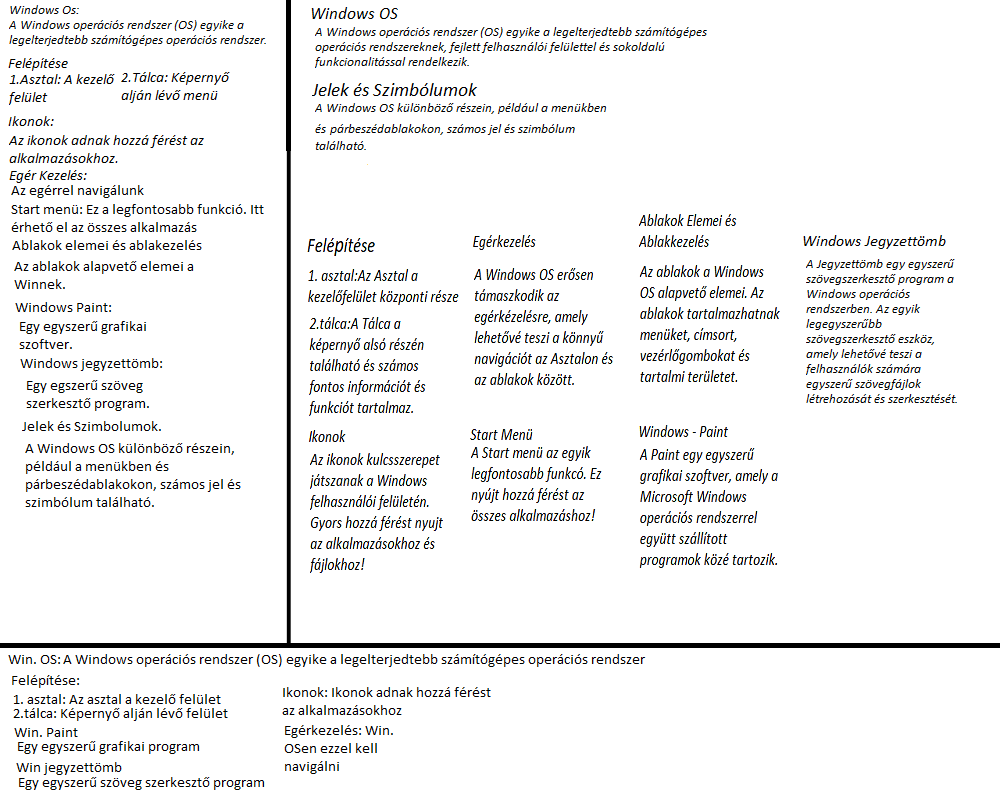 Windows Os:
A Windows operációs rendszer (OS) egyike a
legelterjedtebb számítógépes operációs rendszer.
Felépítése
1.Asztal: A kezelő
felület
2.Tálca: Képernyő
alján lévő menü
Ikonok:
Az ikonok adnak hozzá férést az
alkalmazásokhoz.
Egér Kezelés:
Az egérrel navigálunk
Start menü: Ez a legfontosabb funkció. Itt
érhető el az összes alkalmazás
Ablakok elemei és ablakezelés
Az ablakok alapvető elemei a
Winnek.
Windows Paint:
Egy egyszerű grafikai
szoftver.
Windows jegyzettömb:
Egy egszerű szöveg
szerkesztő program.
Jelek és Szimbolumok.
A Windows OS különböző részein,
például a menükben és
párbeszédablakokon, számos jel és
szimbólum található.
Windows OS
A Windows operációs rendszer (OS) egyike a legelterjedtebb számítógépes
operációs rendszereknek, fejlett felhasználói felülettel és sokoldalú
funkcionalitással rendelkezik.
Jelek és Szimbólumok
A Windows OS különböző részein, például a menükben
és párbeszédablakokon, számos jel és szimbólum
található.
Felépítése
1. asztal:Az Asztal a
kezelőfelület központi része
2.tálca:A Tálca a
képernyő alsó részén
található és számos
fontos információt és
funkciót tartalmaz.
Ikonok
Az ikonok kulcsszerepet
játszanak a Windows
felhasználói felületén.
Gyors hozzá férést nyujt
az alkalmazásokhoz és
fájlokhoz!
Egérkezelés
A Windows OS erősen
támaszkodik az
egérkézelésre, amely
lehetővé teszi a könnyű
navigációt az Asztalon és
az ablakok között.
Start Menü
A Start menü az egyik
legfontosabb funkcó. Ez
nyújt hozzá férést az
összes alkalmazáshoz!
Ablakok Elemei és
Ablakkezelés
Az ablakok a Windows
OS alapvető elemei. Az
ablakok tartalmazhatnak
menüket, címsort,
vezérlőgombokat és
tartalmi területet.
Windows - Paint
A Paint egy egyszerű
grafikai szoftver, amely a
Microsoft Windows
operációs rendszerrel
együtt szállított
programok közé tartozik.
Windows Jegyzettömb
A Jegyzettömb egy egyszerű
szövegszerkesztő program a
Windows operációs
rendszerben. Az egyik
legegyszerűbb
szövegszerkesztő eszköz,
amely lehetővé teszi a
felhasználók számára
egyszerű szövegfájlok
létrehozását és szerkesztését.
Win. OS: A Windows operációs rendszer (OS) egyike a legelterjedtebb számítógépes operációs rendszer
Felépítése:
1. asztal: Az asztal a kezelő felület
2.tálca: Képernyő alján lévő felület
Win. Paint
Egy egyszerű grafikai program
Win jegyzettömb
Egy egyszerű szöveg szerkesztő program
Ikonok: Ikonok adnak hozzá férést
az alkalmazásokhoz
Egérkezelés: Win.
OSen ezzel kell
navigálni